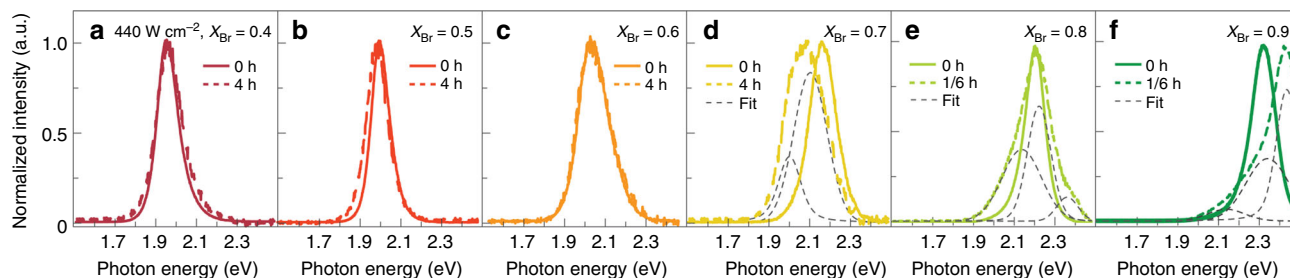 a 440 W cm⁻², X_Br = 0.4
0 h
4 h
b X_Br = 0.5
0 h
4 h
c X_Br = 0.6
0 h
4 h
d X_Br = 0.7
0 h
4 h
Fit
e X_Br = 0.8
0 h
1/6 h
Fit
f X_Br = 0.9
0 h
1/6 h
Fit
Normalized intensity (a.u.)
1.0
0.5
0
1.7 1.9 2.1 2.3
1.7 1.9 2.1 2.3
1.7 1.9 2.1 2.3
1.7 1.9 2.1 2.3
1.7 1.9 2.1 2.3
1.7 1.9 2.1 2.3
Photon energy (eV)
Photon energy (eV)
Photon energy (eV)
Photon energy (eV)
Photon energy (eV)
Photon energy (eV)